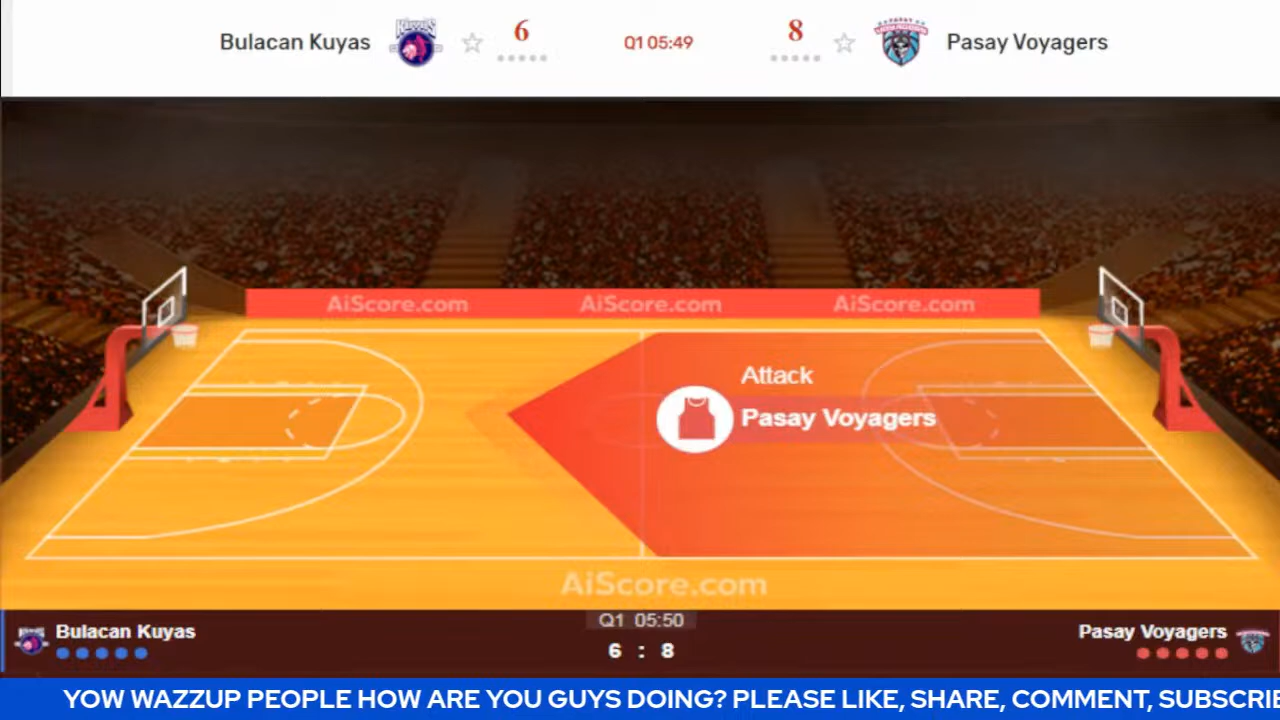 Bulacan Kuyas 6 Q1 05:49 8 Pasay Voyagers
AiScore.com AiScore.com AiScore.com
Attack
Pasay Voyagers
AiScore.com
Q1 05:50
Bulacan Kuyas 6 : 8 Pasay Voyagers
YOW WAZZUP PEOPLE HOW ARE YOU GUYS DOING? PLEASE LIKE, SHARE, COMMENT, SUBSCRIE